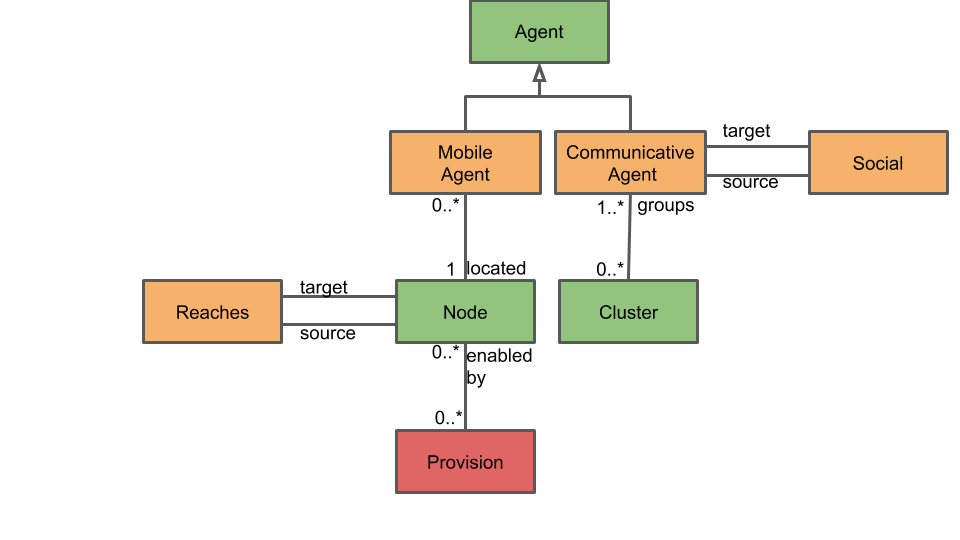 Agent
Mobile
Agent
Communicative
Agent
target
Social
source
0..*
1..*
groups
1
located
0..*
Reaches
target
source
Node
Cluster
0..*
enabled
by
0..*
Provision